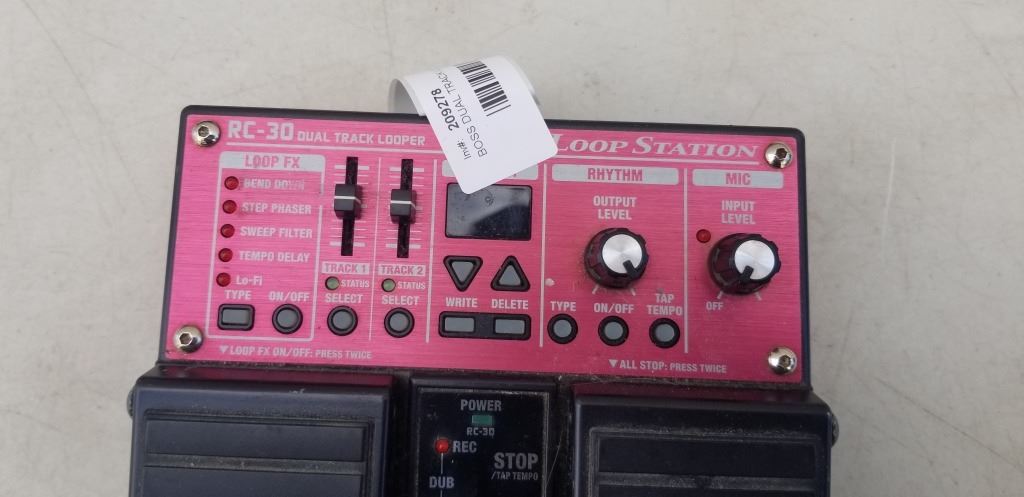 Inv#: 209278
BOSS DUAL TRACK
RC-30 DUAL TRACK LOOPER
LOOP STATION
LOOP FX
BEND DOWN
STEP PHASER
SWEEP FILTER
TEMPO DELAY
Lo-Fi
TYPE
ON/OFF
TRACK 1
STATUS
SELECT
TRACK 2
STATUS
SELECT
WRITE
DELETE
RHYTHM
OUTPUT
LEVEL
TYPE
ON/OFF
TAP
TEMPO
MIC
INPUT
LEVEL
OFF
▼LOOP FX ON/OFF: PRESS TWICE
▼ALL STOP: PRESS TWICE
POWER
RC-30
REC
DUB
STOP
/TAP TEMPO